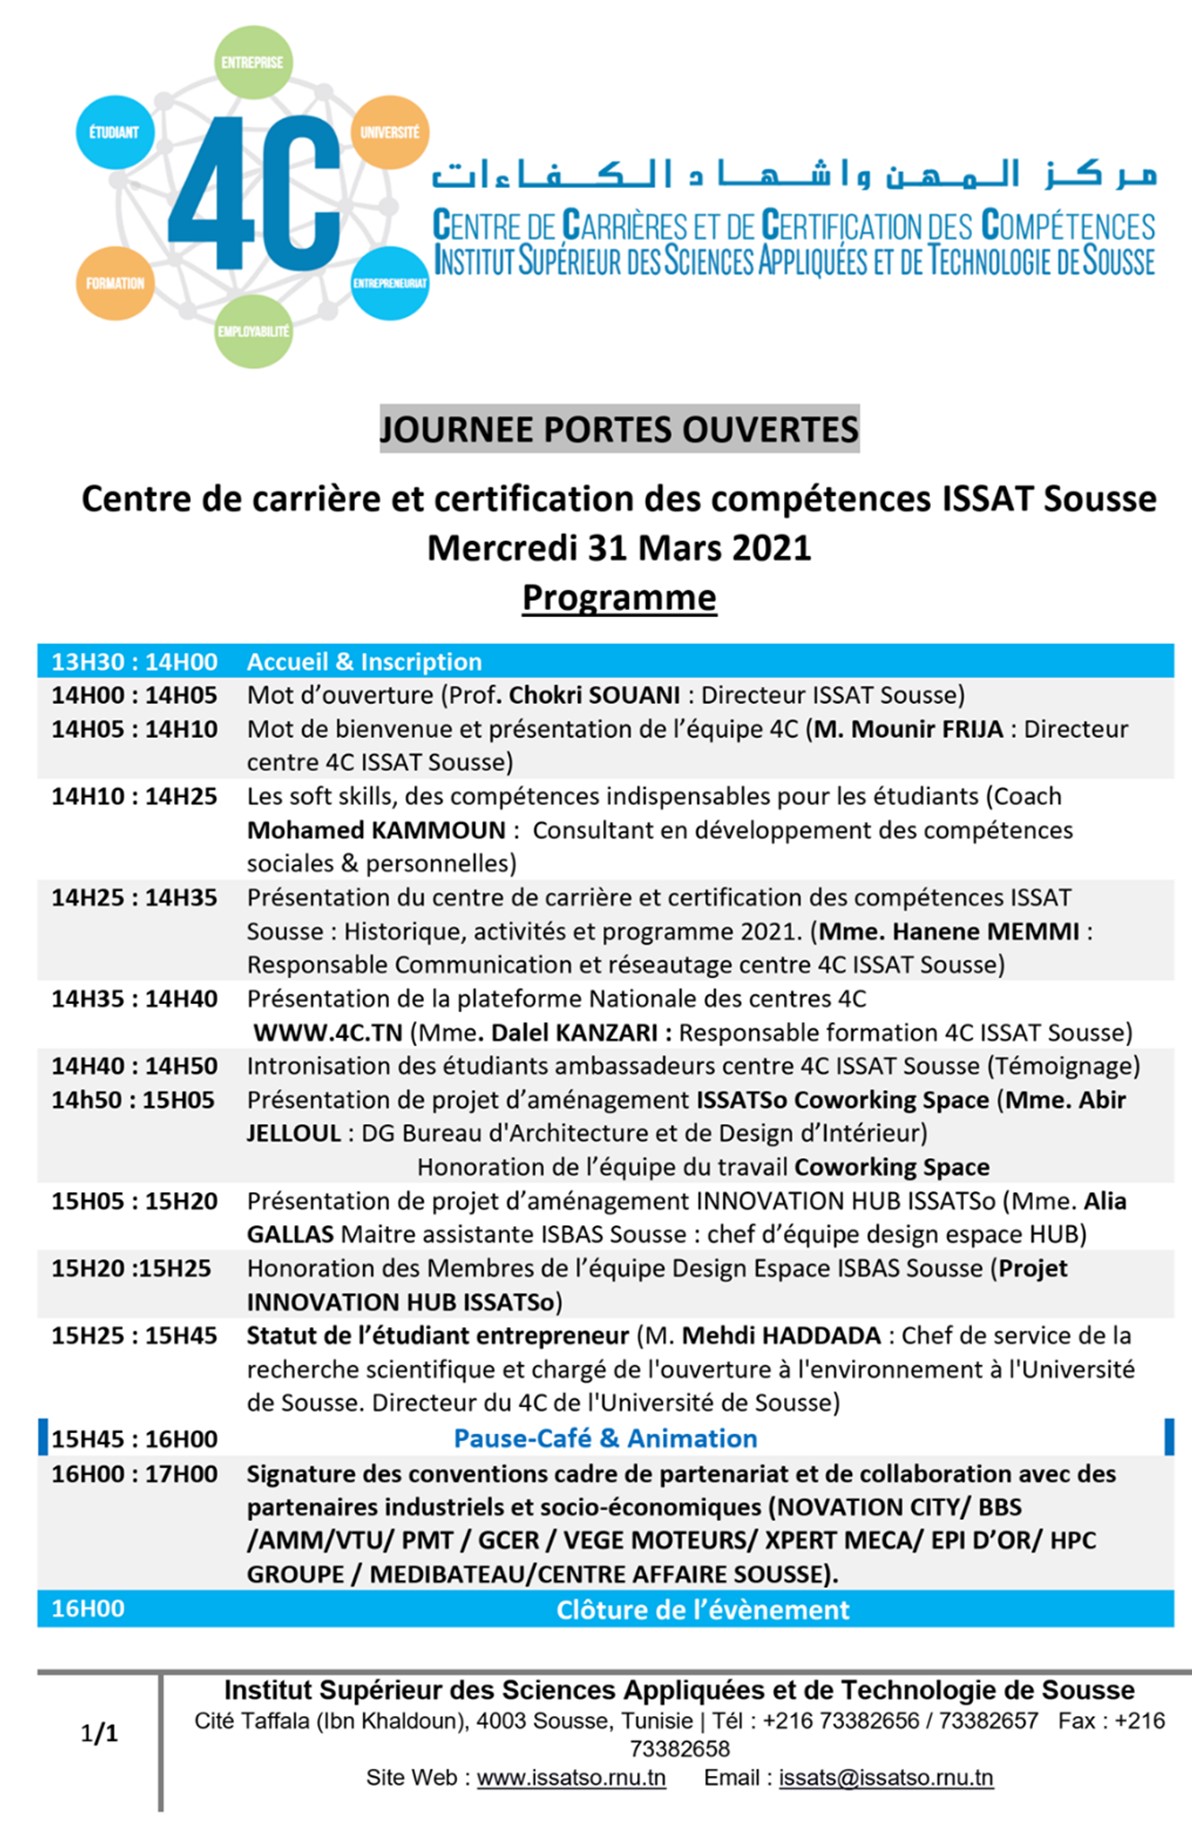 ENTREPRISE
ÉTUDIANT
UNIVERSITÉ
4C
FORMATION
ENTREPRENEURIAT
EMPLOYABILITÉ
مركز المهن واشهاد الكفاءات
CENTRE DE CARRIÈRES ET DE CERTIFICATION DES COMPÉTENCES
INSTITUT SUPÉRIEUR DES SCIENCES APPLIQUÉES ET DE TECHNOLOGIE DE SOUSSE
JOURNEE PORTES OUVERTES
Centre de carrière et certification des compétences ISSAT Sousse
Mercredi 31 Mars 2021
Programme
13H30 : 14H00 Accueil & Inscription
14H00 : 14H05 Mot d’ouverture (Prof. Chokri SOUANI : Directeur ISSAT Sousse)
14H05 : 14H10 Mot de bienvenue et présentation de l’équipe 4C (M. Mounir FRIJA : Directeur
centre 4C ISSAT Sousse)
14H10 : 14H25 Les soft skills, des compétences indispensables pour les étudiants (Coach
Mohamed KAMMOUN : Consultant en développement des compétences
sociales & personnelles)
14H25 : 14H35 Présentation du centre de carrière et certification des compétences ISSAT
Sousse : Historique, activités et programme 2021. (Mme. Hanene MEMMI :
Responsable Communication et réseautage centre 4C ISSAT Sousse)
14H35 : 14H40 Présentation de la plateforme Nationale des centres 4C
WWW.4C.TN (Mme. Dalel KANZARI : Responsable formation 4C ISSAT Sousse)
14H40 : 14H50 Intronisation des étudiants ambassadeurs centre 4C ISSAT Sousse (Témoignage)
14h50 : 15H05 Présentation de projet d’aménagement ISSATSo Coworking Space (Mme. Abir
JELLOUL : DG Bureau d'Architecture et de Design d’Intérieur)
Honoration de l’équipe du travail Coworking Space
15H05 : 15H20 Présentation de projet d’aménagement INNOVATION HUB ISSATSo (Mme. Alia
GALLAS Maitre assistante ISBAS Sousse : chef d’équipe design espace HUB)
15H20 :15H25 Honoration des Membres de l’équipe Design Espace ISBAS Sousse (Projet
INNOVATION HUB ISSATSo)
15H25 : 15H45 Statut de l’étudiant entrepreneur (M. Mehdi HADDADA : Chef de service de la
recherche scientifique et chargé de l'ouverture à l'environnement à l'Université
de Sousse. Directeur du 4C de l'Université de Sousse)
15H45 : 16H00 Pause-Café & Animation
16H00 : 17H00 Signature des conventions cadre de partenariat et de collaboration avec des
partenaires industriels et socio-économiques (NOVATION CITY/ BBS
/AMM/VTU/ PMT / GCER / VEGE MOTEURS/ XPERT MECA/ EPI D’OR/ HPC
GROUPE / MEDIBATEAU/CENTRE AFFAIRE SOUSSE).
16H00 Clôture de l’évènement
Institut Supérieur des Sciences Appliquées et de Technologie de Sousse
1/1 Cité Taffala (Ibn Khaldoun), 4003 Sousse, Tunisie | Tél : +216 73382656 / 73382657 Fax : +216
73382658
Site Web : www.issatso.rnu.tn Email : issats@issatso.rnu.tn